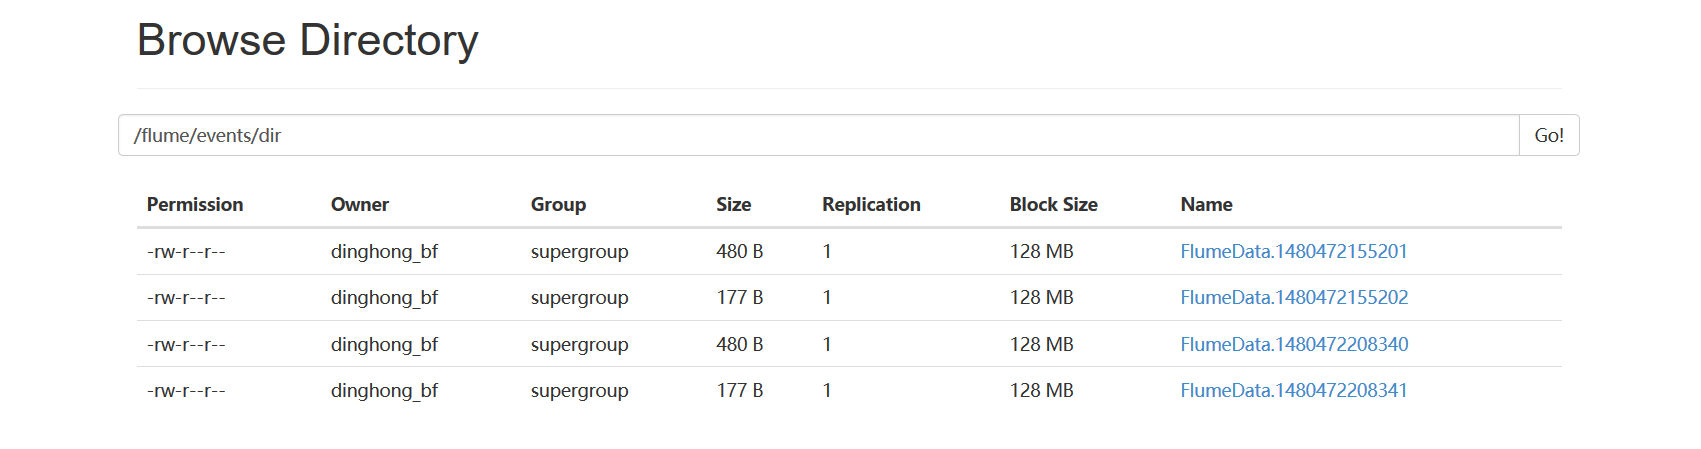 Browse Directory
/flume/events/dir Go!
Permission Owner Group Size Replication Block Size Name
-rw-r--r-- dinghong_bf supergroup 480 B 1 128 MB FlumeData.1480472155201
-rw-r--r-- dinghong_bf supergroup 177 B 1 128 MB FlumeData.1480472155202
-rw-r--r-- dinghong_bf supergroup 480 B 1 128 MB FlumeData.1480472208340
-rw-r--r-- dinghong_bf supergroup 177 B 1 128 MB FlumeData.1480472208341